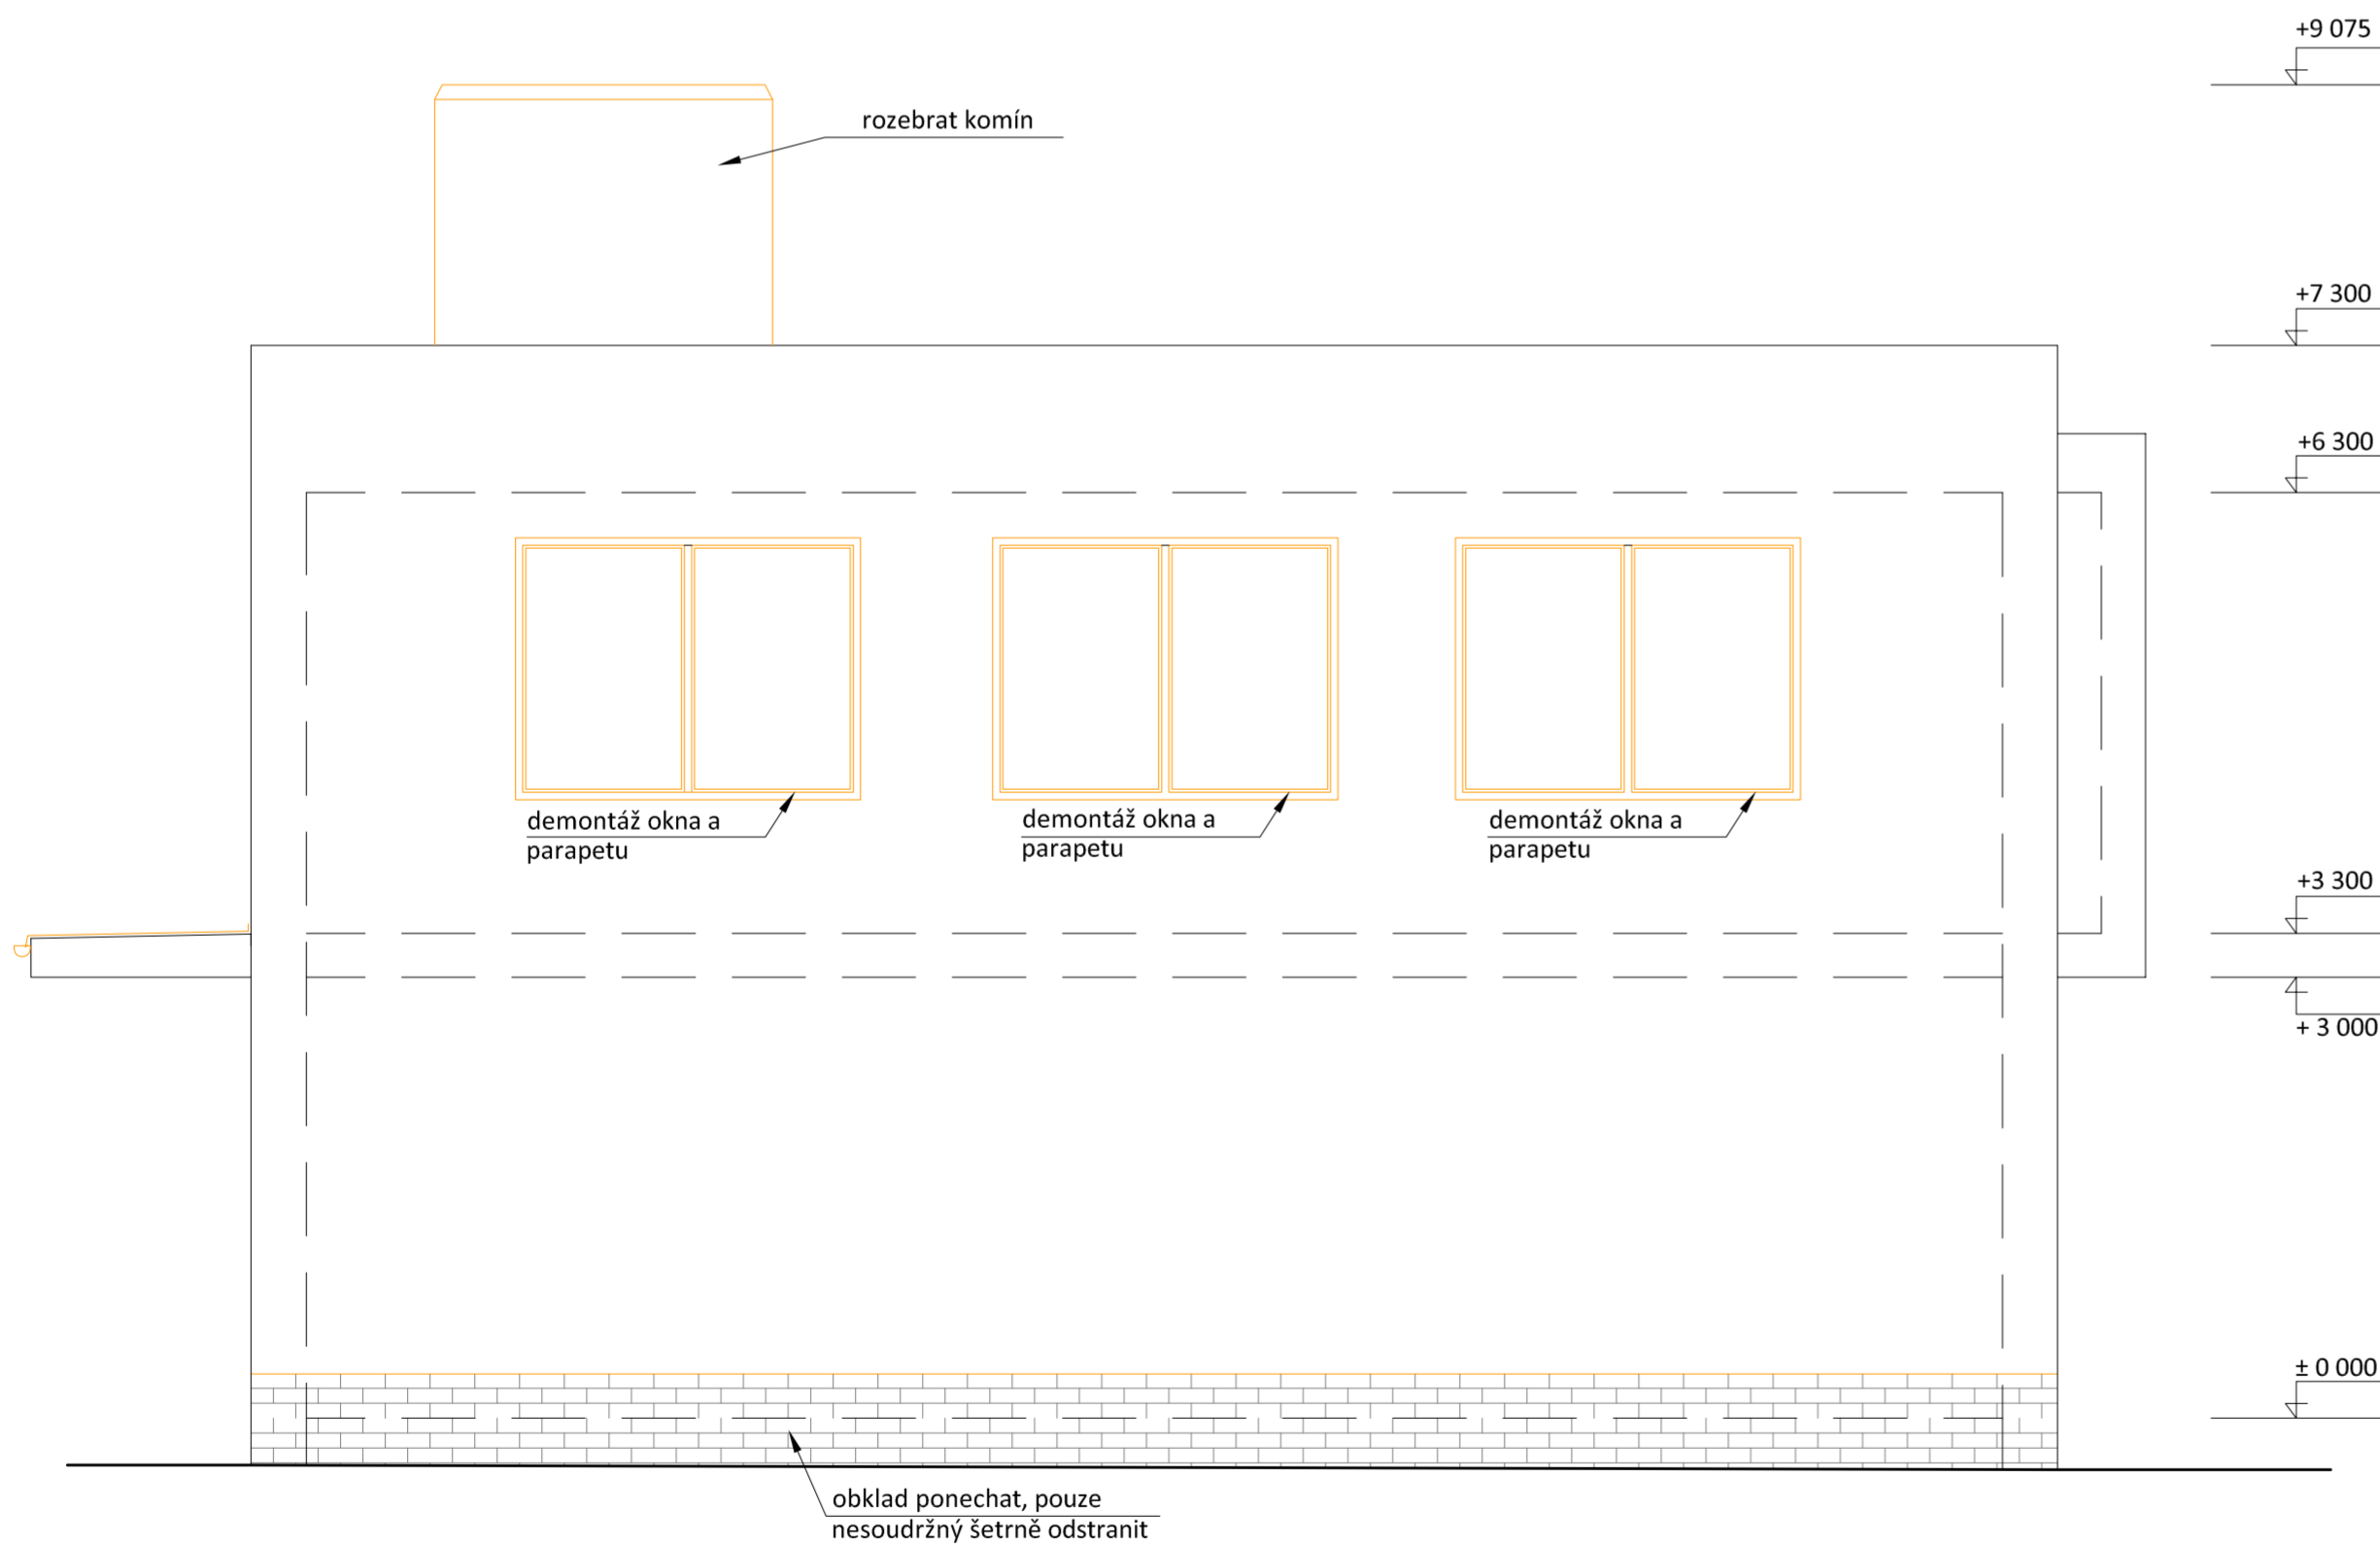 +9 075
rozebrat komín
+7 300
+6 300
demontáž okna a
parapetu
demontáž okna a
parapetu
demontáž okna a
parapetu
+3 300
+ 3 000
± 0 000
obklad ponechat, pouze
nesoudržný šetrně odstranit